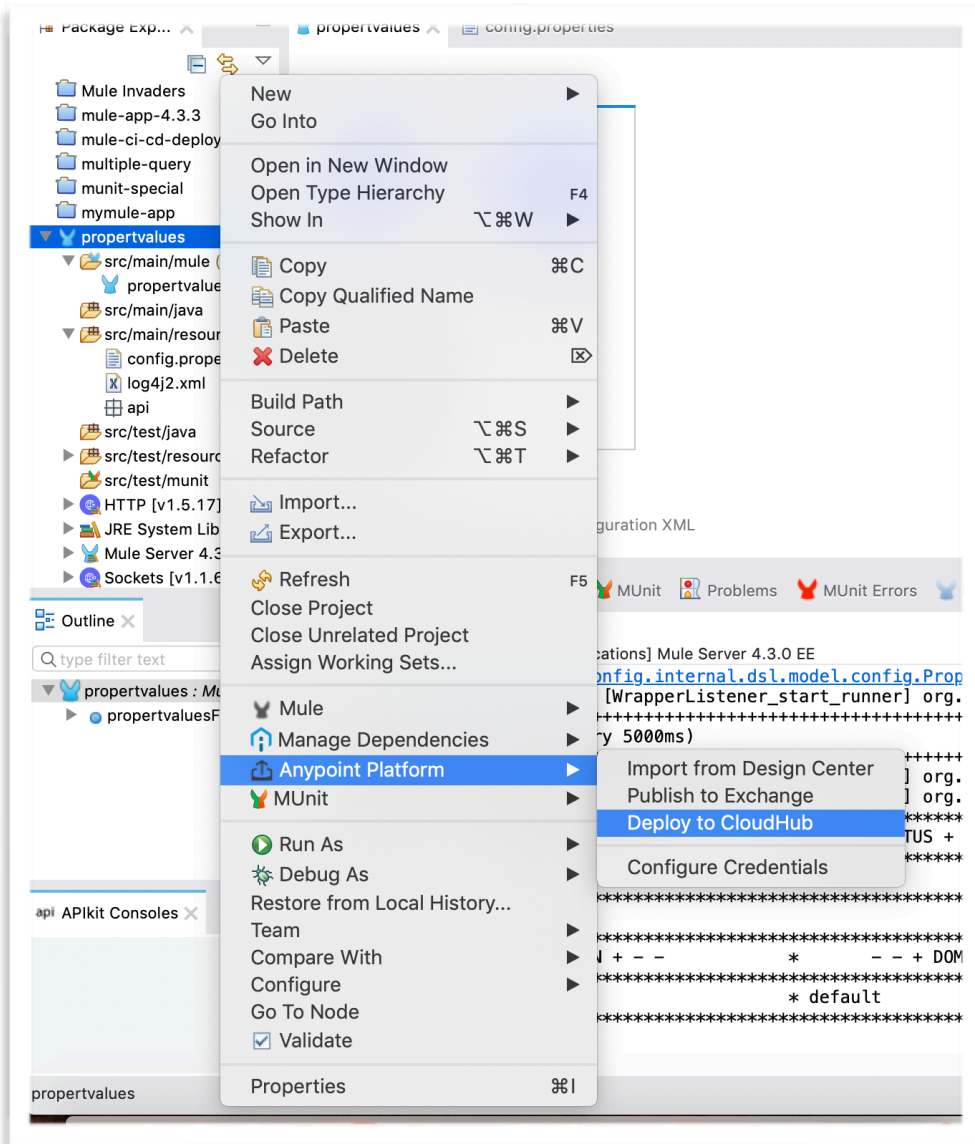 Package Exp...
propertvalues
config.properties
Mule Invaders
mule-app-4.3.3
mule-ci-cd-deploy
multiple-query
munit-special
mymule-app
propertvalues
src/main/mule (
propertvalue
src/main/java
src/main/resour
config.prope
log4j2.xml
api
src/test/java
src/test/resourc
src/test/munit
HTTP [v1.5.17]
JRE System Lib
Mule Server 4.3
Sockets [v1.1.6
New
Go Into
Open in New Window
Open Type Hierarchy F4
Show In ⌥⌘W
Copy ⌘C
Copy Qualified Name
Paste ⌘V
Delete ⌦
Build Path
Source ⌥⌘S
Refactor ⌥⌘T
Import...
Export...
Refresh F5
Close Project
Close Unrelated Project
Assign Working Sets...
Mule
Manage Dependencies
Anypoint Platform
MUnit
Run As
Debug As
Restore from Local History...
Team
Compare With
Configure
Go To Node
Validate
Properties ⌘I
Import from Design Center
Publish to Exchange
Deploy to CloudHub
Configure Credentials
guration XML
MUnit
Problems
MUnit Errors
cations] Mule Server 4.3.0 EE
onfig.internal.dsl.model.config.Prop
[WrapperListener_start_runner] org.
++++++++++++++++++++++++++++++++++++
ry 5000ms)
++++++
] org.
] org.
******
TUS +
******
************************************
************************************
N + - - * - - + DOM
************************************
* default
************************************
Outline
type filter text
propertvalues : Mu
propertvaluesF
api APIkit Consoles
propertvalues